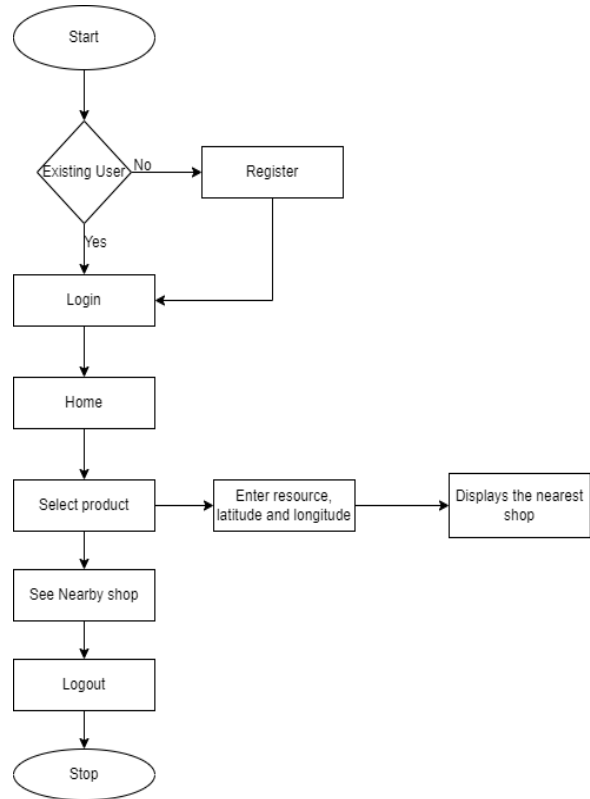 Start
Existing User
No
Register
Yes
Login
Home
Select product
Enter resource,
latitude and longitude
Displays the nearest
shop
See Nearby shop
Logout
Stop